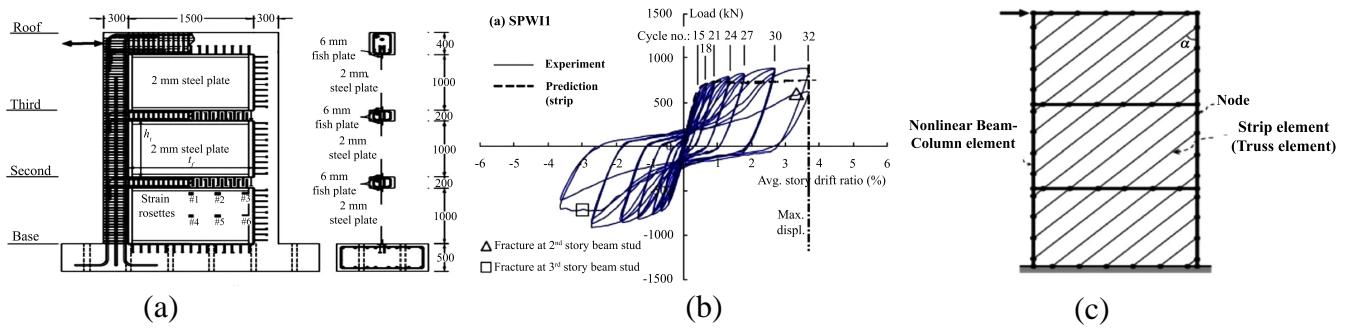 300 1500 300
Roof
Third
Second
Base
2 mm steel plate
h_i
2 mm steel plate
t_f
Strain
rosettes
#1 #2 #3
#4 #5 #6
6 mm
fish plate
2 mm
steel plate
6 mm
fish plate
2 mm
steel plate
6 mm
fish plate
2 mm
steel plate
400
1000
200
1000
200
1000
500
(a)
(a) SPWI1
Experiment
Prediction
(strip
1500 Load (kN)
Cycle no.: 15 18 21 24 27 30 32
1000
500
-6 -5 -4 -3 -2 -1 0 1 2 3 4 5 6
Avg. story drift ratio (%)
-500
Max.
displ.
-1000
-1500
Fracture at 2nd story beam stud
Fracture at 3rd story beam stud
(b)
α
Node
Nonlinear Beam-
Column element
Strip element
(Truss element)
(c)